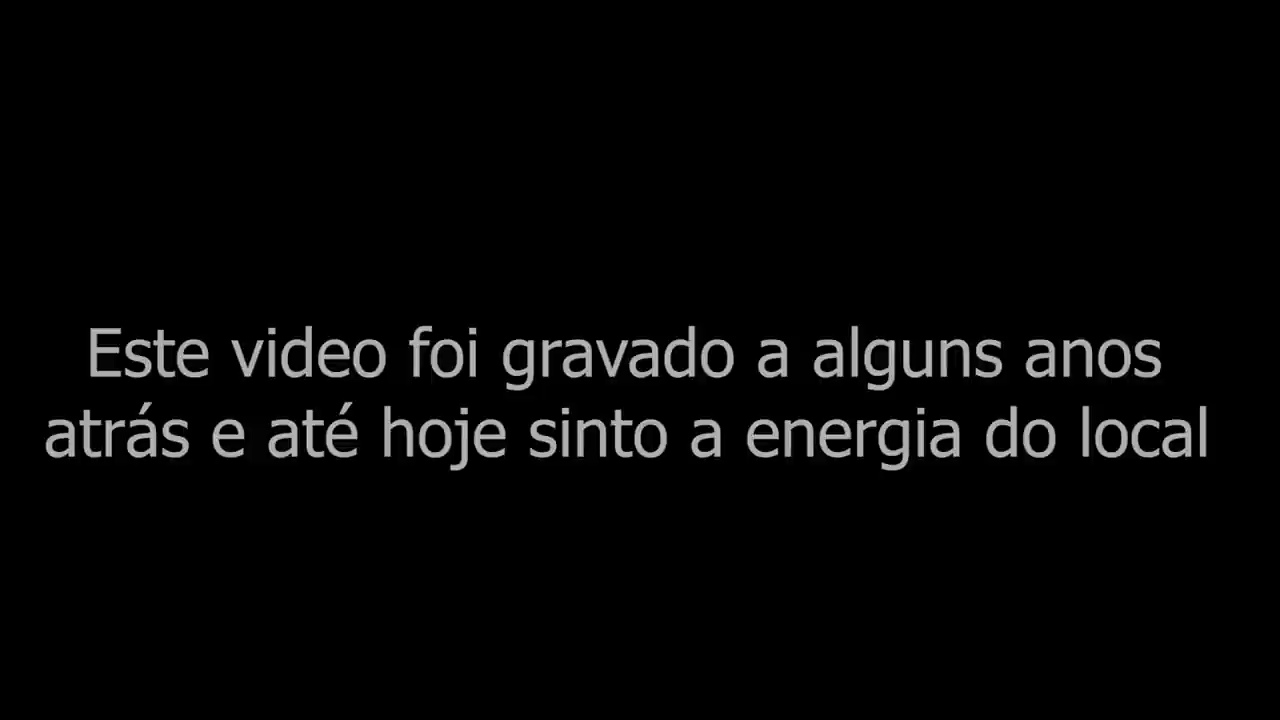 Este video foi gravado a alguns anos
atrás e até hoje sinto a energia do local